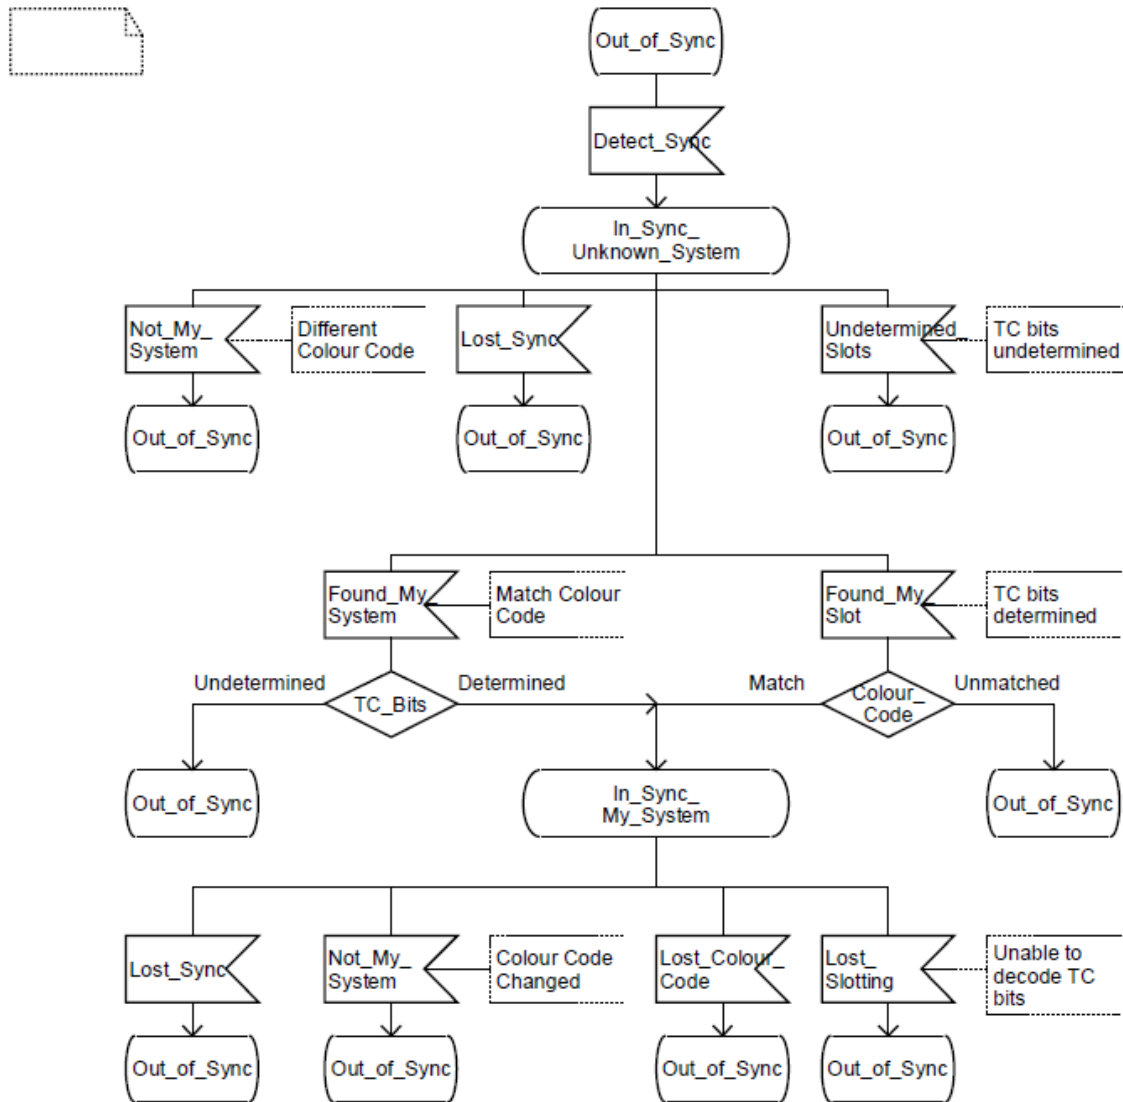 Out_of_Sync
Detect_Sync
In_Sync_
Unknown_System
Not_My_
System
Different
Colour Code
Lost_Sync
Undetermined_
Slots
TC bits
undetermined
Out_of_Sync
Out_of_Sync
Out_of_Sync
Found_My_
System
Match Colour
Code
Found_My_
Slot
TC bits
determined
Undetermined
TC_Bits
Determined
Match
Colour_
Code
Unmatched
Out_of_Sync
In_Sync_
My_System
Out_of_Sync
Lost_Sync
Not_My_
System
Colour Code
Changed
Lost_Colour_
Code
Lost_
Slotting
Unable to
decode TC
bits
Out_of_Sync
Out_of_Sync
Out_of_Sync
Out_of_Sync